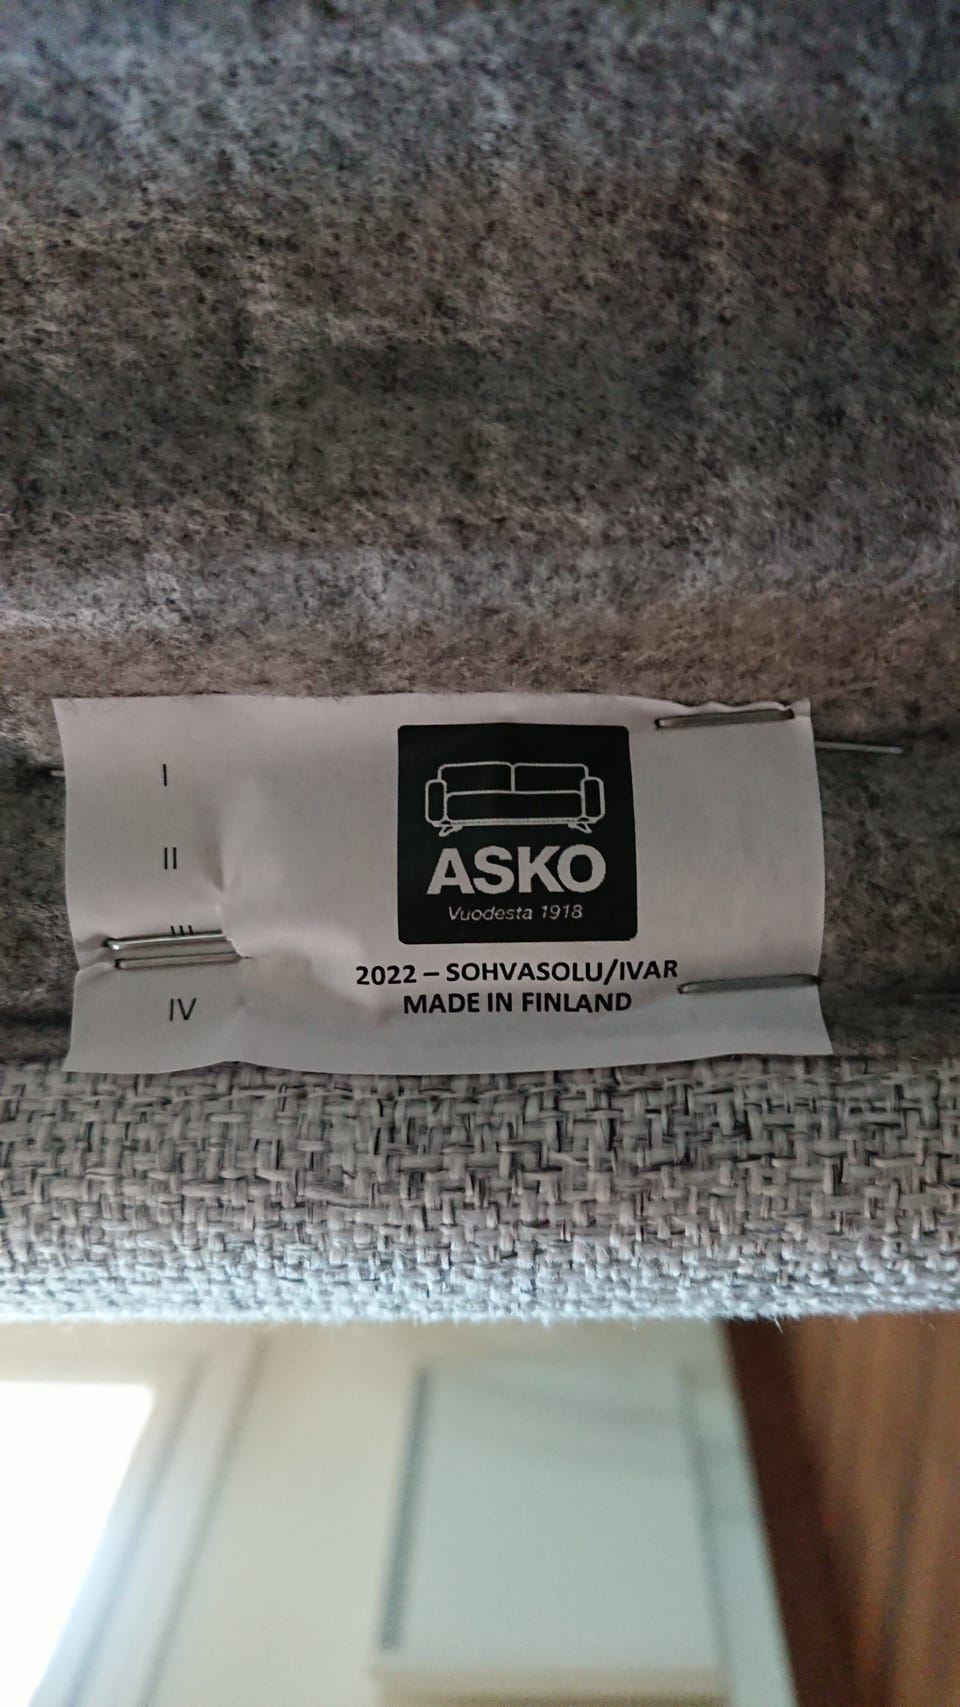 I
II
III
IV
ASKO
Vuodesta 1918
2022 – SOHVASOLU/IVAR
MADE IN FINLAND